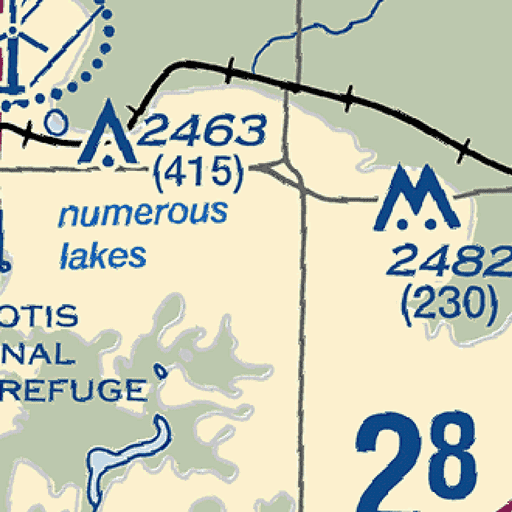 2463
(415)
numerous
lakes
2482
(230)
OTIS
NAL
REFUGE
28